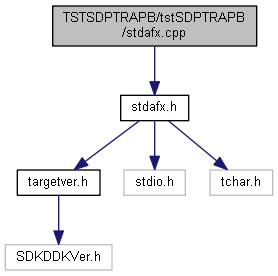 TSTSDPTRAPB/tstSDPTRAPB
/stdafx.cpp
stdafx.h
targetver.h
stdio.h
tchar.h
SDKDDKVer.h